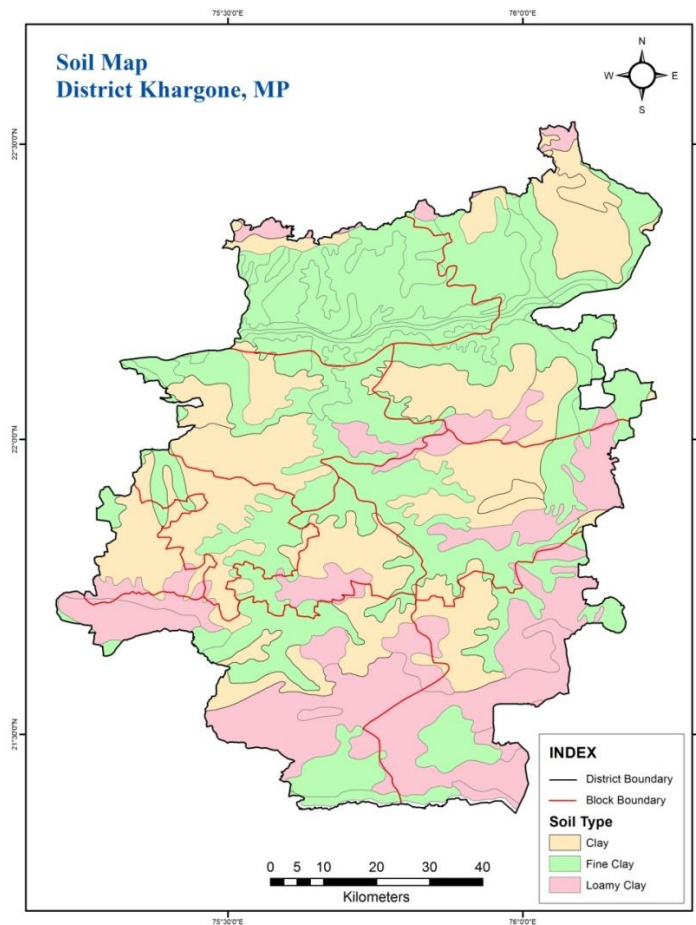 75°30'0"E
76°0'0"E
Soil Map
District Khargone, MP
N
W
E
S
22°30'0"N
22°0'0"N
21°30'0"N
INDEX
District Boundary
Block Boundary
Soil Type
Clay
Fine Clay
Loamy Clay
0 5 10 20 30 40
Kilometers
75°30'0"E
76°0'0"E